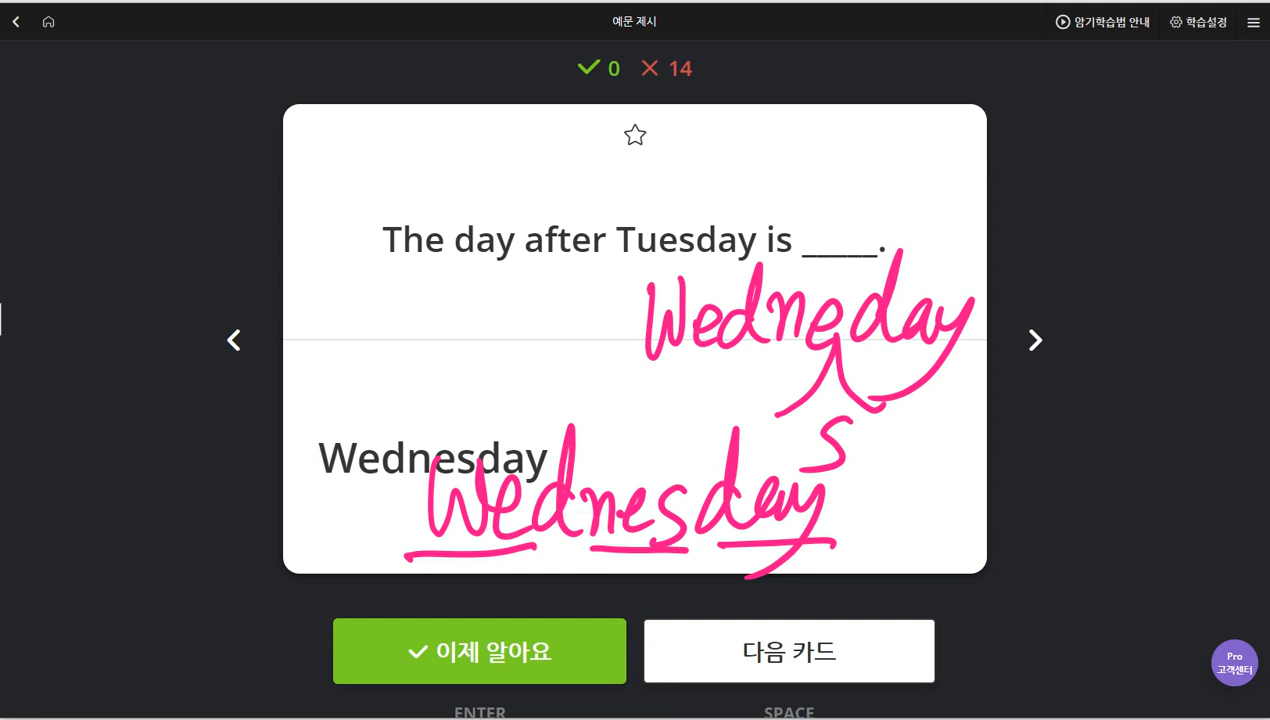 예문 제시
암기학습법 안내
학습설정
0 14
The day after Tuesday is _____.
Wedneday
s
Wednesday
Wednesday
이제 알아요
다음 카드
Pro
고객센터
ENTER
SPACE